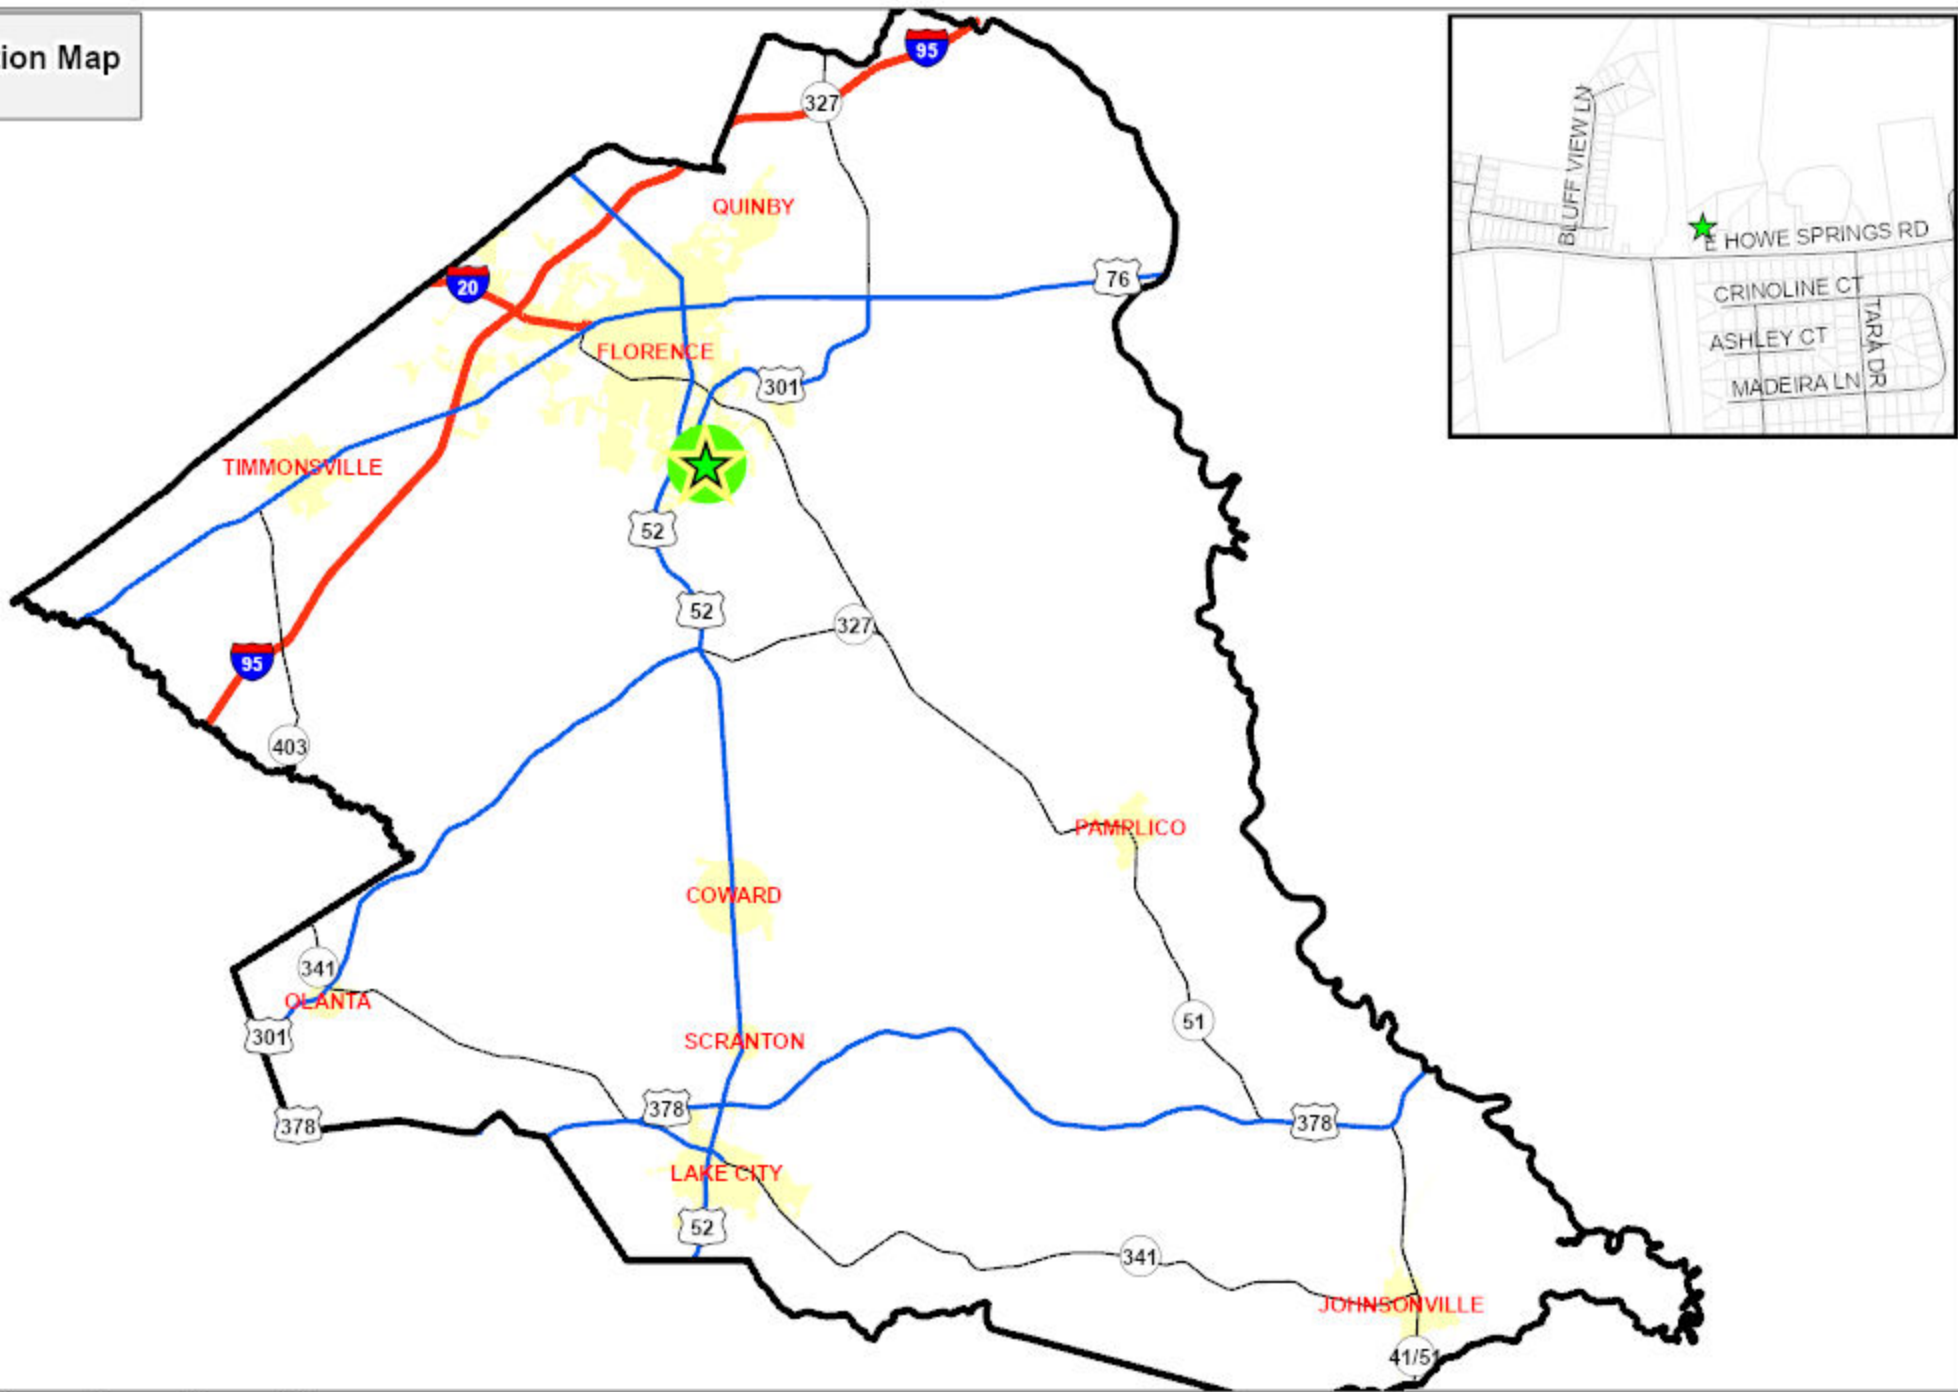 ion Map
95
327
QUINBY
20
76
FLORENCE
301
TIMMONSVILLE
52
52
327
95
403
PAMPLICO
COWARD
341
OLANTA
301
51
SCRANTON
378
378
378
LAKE CITY
52
341
JOHNSONVILLE
41/51
BLUFF VIEW LN
E HOWE SPRINGS RD
CRINOLINE CT
TARA DR
ASHLEY CT
MADEIRA LN